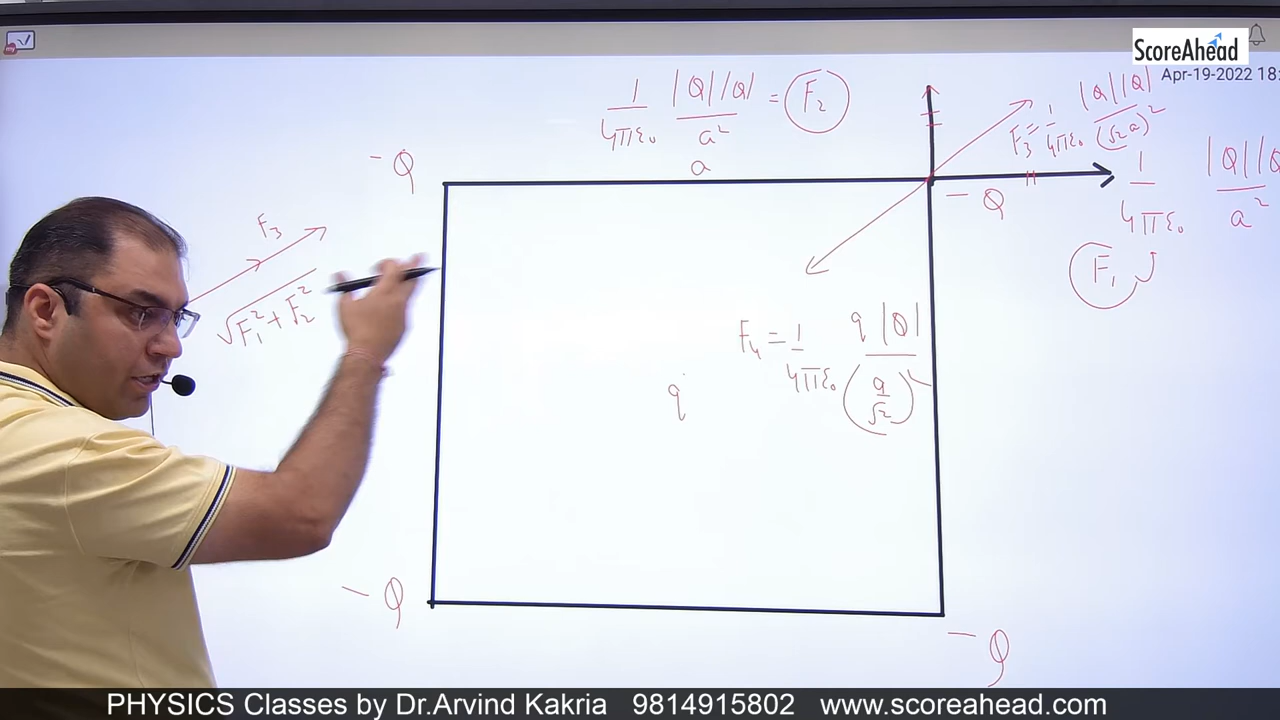 ScoreAhead
Apr-19-2022 18:
1/4πε₀ |Q||Q|/a² = F₂
F₃ = 1/4πε₀ |Q||Q|/(√2 a)²
1/4πε₀ |Q||Q/a²
F₁
a
- Q
- Q
F₃
√F₁² + F₂²
F₄ = 1/4πε₀ q|Q|/(a/√2)²
q
- Q
- Q
PHYSICS Classes by Dr.Arvind Kakria 9814915802 www.scoreahead.com